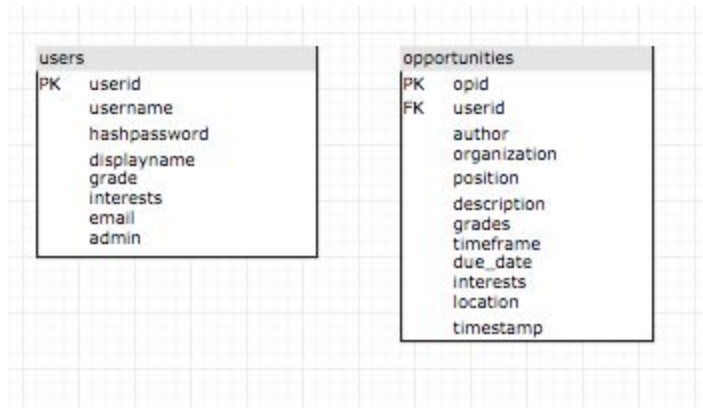 users
PK userid
username
hashpassword
displayname
grade
interests
email
admin
opportunities
PK opid
FK userid
author
organization
position
description
grades
timeframe
due_date
interests
location
timestamp